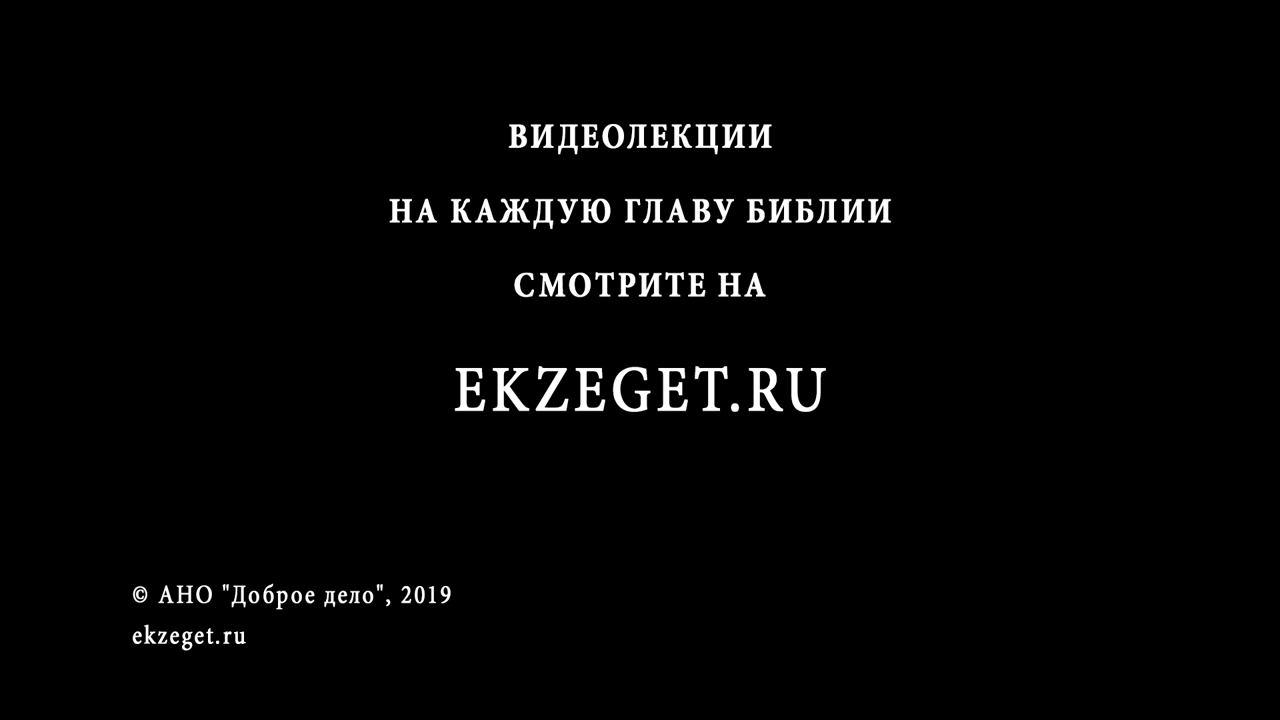 ВИДЕОЛЕКЦИИ
НА КАЖДУЮ ГЛАВУ БИБЛИИ
СМОТРИТЕ НА
EKZEGET.RU
© АНО "Доброе дело", 2019
ekzeget.ru